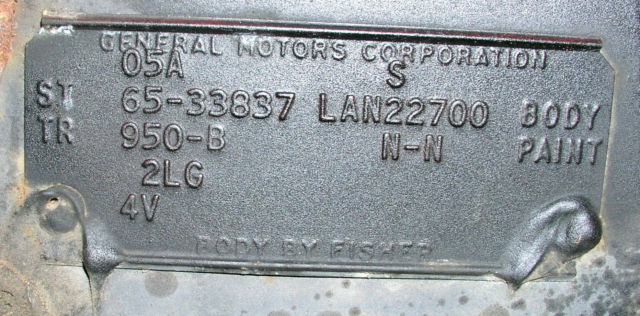 GENERAL MOTORS CORPORATION
05A S
ST 65-33837 LAN22700 BODY
TR 950-B N-N PAINT
2LG
4V
BODY BY FISHER